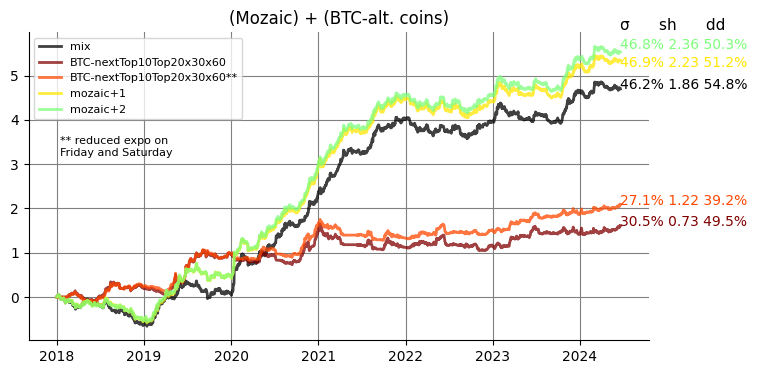 (Mozaic) + (BTC-alt. coins)
σ sh dd
mix
BTC-nextTop10Top20x30x60
BTC-nextTop10Top20x30x60**
mozaic+1
mozaic+2
46.8% 2.36 50.3%
46.9% 2.23 51.2%
46.2% 1.86 54.8%
** reduced expo on
Friday and Saturday
27.1% 1.22 39.2%
30.5% 0.73 49.5%
5
4
3
2
1
0
2018 2019 2020 2021 2022 2023 2024